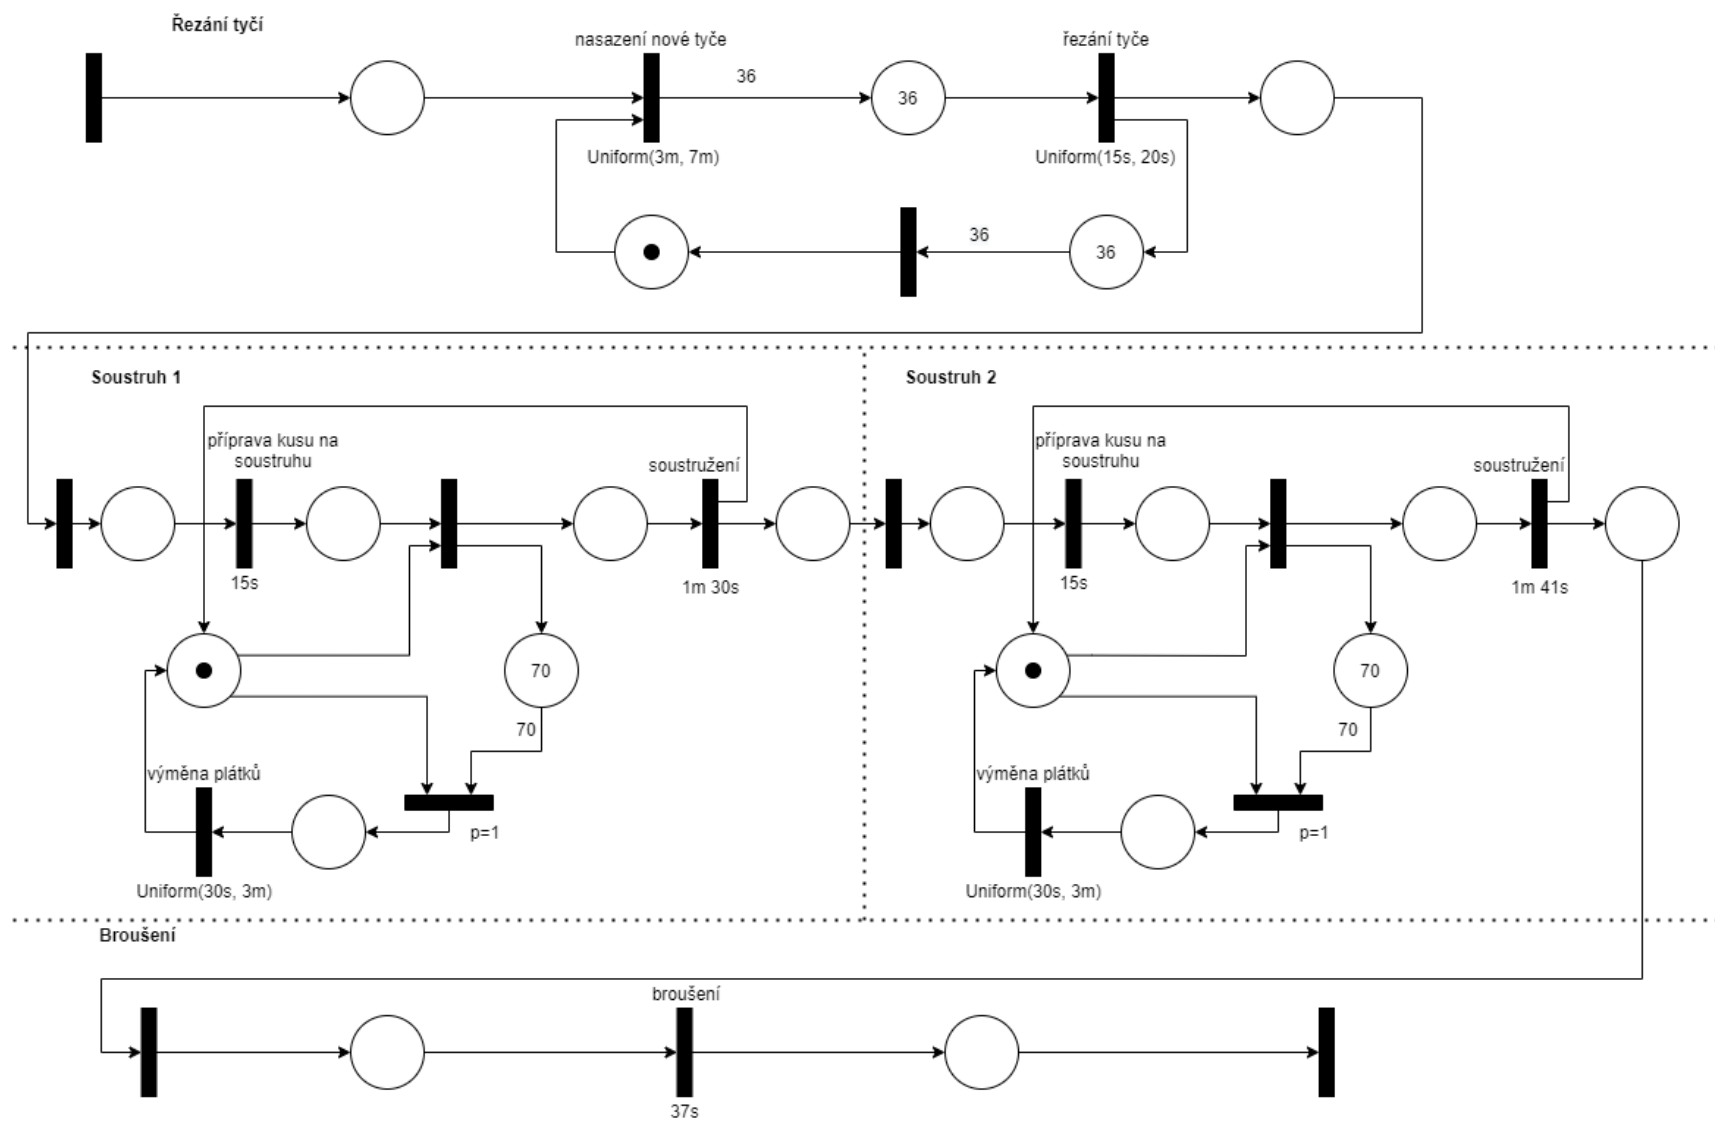 Řezání tyčí
nasazení nové tyče
řezání tyče
36
36
Uniform(3m, 7m)
Uniform(15s, 20s)
36
36
Soustruh 1
Soustruh 2
příprava kusu na
soustruhu
soustružení
15s
1m 30s
70
70
výměna plátků
p=1
Uniform(30s, 3m)
příprava kusu na
soustruhu
soustružení
15s
1m 41s
70
70
výměna plátků
p=1
Uniform(30s, 3m)
Broušení
broušení
37s